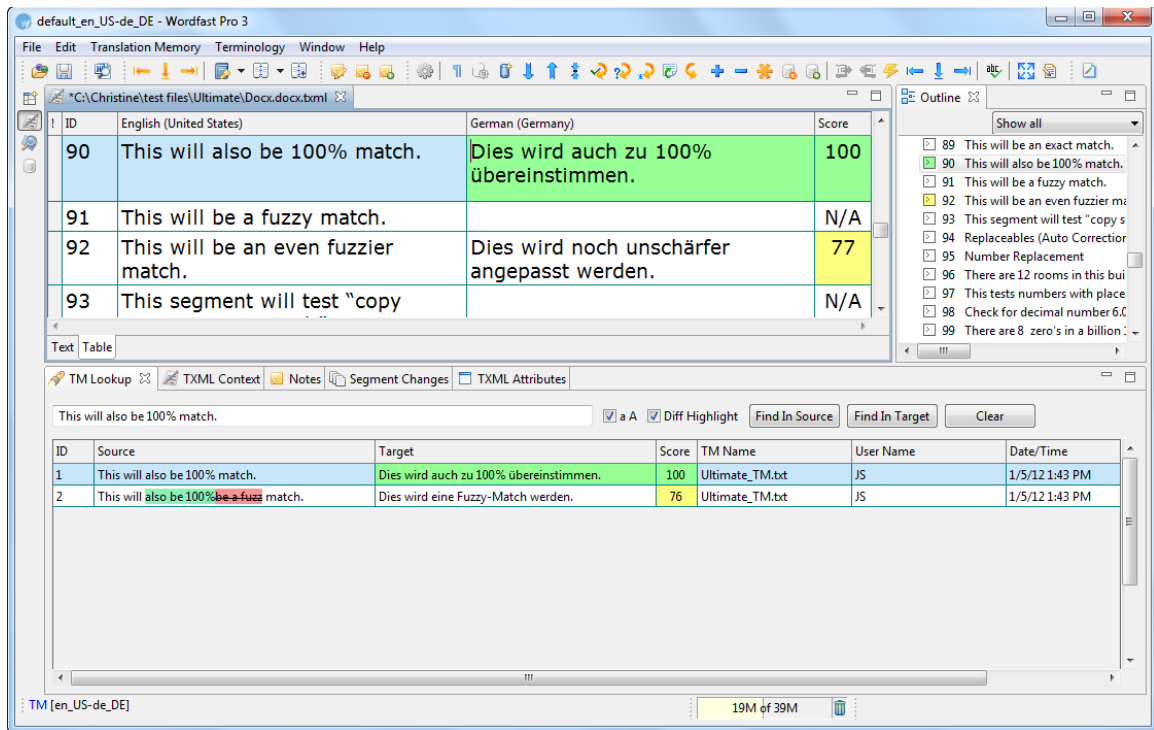 default_en_US-de_DE - Wordfast Pro 3
File Edit Translation Memory Terminology Window Help
*C:\Christine\test files\Ultimate\Docx.docx.txml
! ID English (United States) German (Germany) Score
90 This will also be 100% match. Dies wird auch zu 100% 100
übereinstimmen.
91 This will be a fuzzy match. N/A
92 This will be an even fuzzier Dies wird noch unschärfer 77
match. angepasst werden.
93 This segment will test “copy N/A
Text Table
Outline
Show all
89 This will be an exact match.
90 This will also be 100% match.
91 This will be a fuzzy match.
92 This will be an even fuzzier ma
93 This segment will test "copy s
94 Replaceables (Auto Correction
95 Number Replacement
96 There are 12 rooms in this bui
97 This tests numbers with place
98 Check for decimal number 6.0
99 There are 8 zero's in a billion
TM Lookup TXML Context Notes Segment Changes TXML Attributes
This will also be 100% match. a A Diff Highlight Find In Source Find In Target Clear
ID Source Target Score TM Name User Name Date/Time
1 This will also be 100% match. Dies wird auch zu 100% übereinstimmen. 100 Ultimate_TM.txt JS 1/5/12 1:43 PM
2 This will also be 100%be a fuzz match. Dies wird eine Fuzzy-Match werden. 76 Ultimate_TM.txt JS 1/5/12 1:43 PM
TM [en_US-de_DE] 19M of 39M